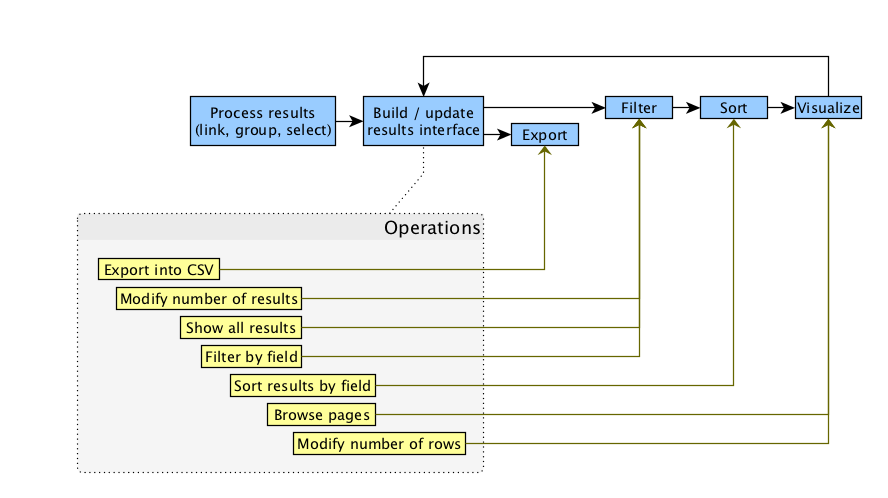 Process results
(link, group, select)
Build / update
results interface
Export
Filter
Sort
Visualize
Operations
Export into CSV
Modify number of results
Show all results
Filter by field
Sort results by field
Browse pages
Modify number of rows